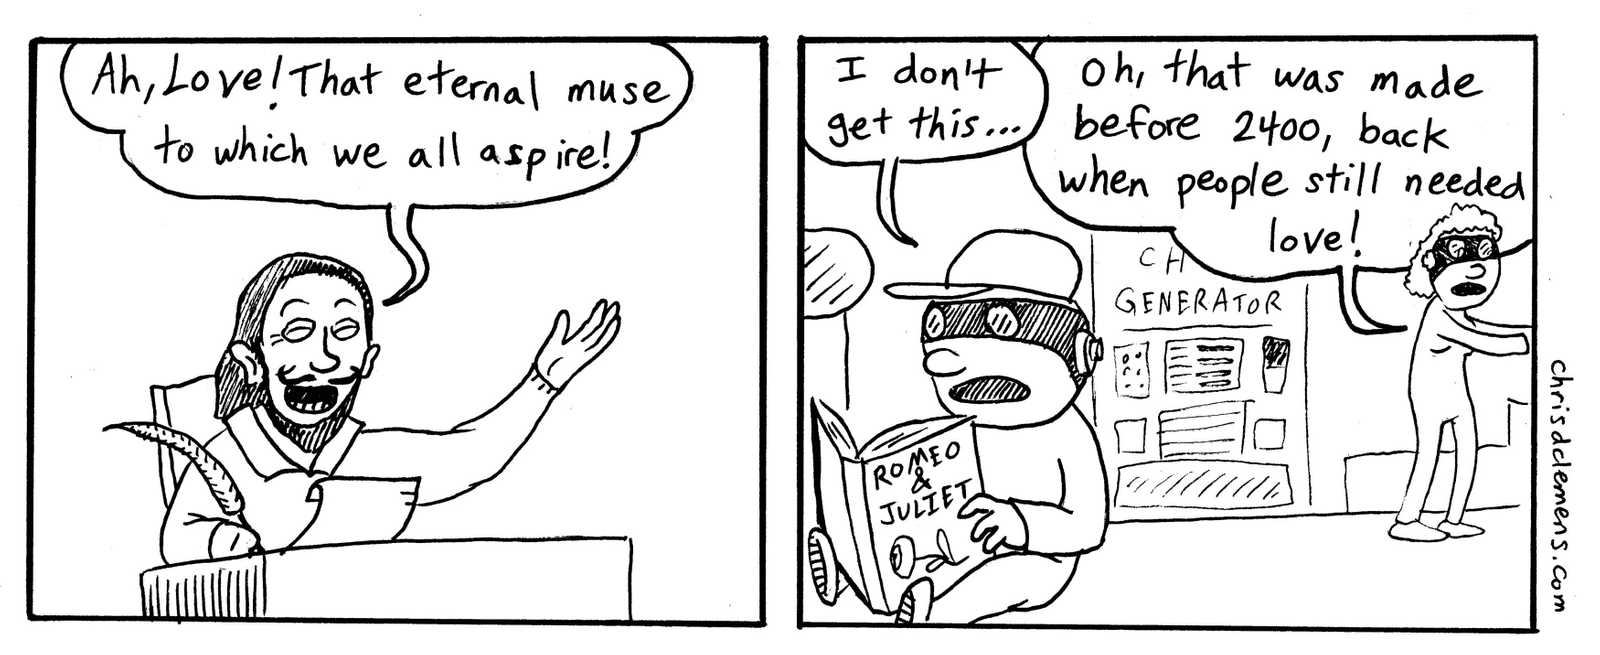 Ah, Love! That eternal muse
to which we all aspire!
I don't
get this...
Oh, that was made
before 2400, back
when people still needed
love!
CH
GENERATOR
ROMEO
&
JULIET
chrisddemens.com